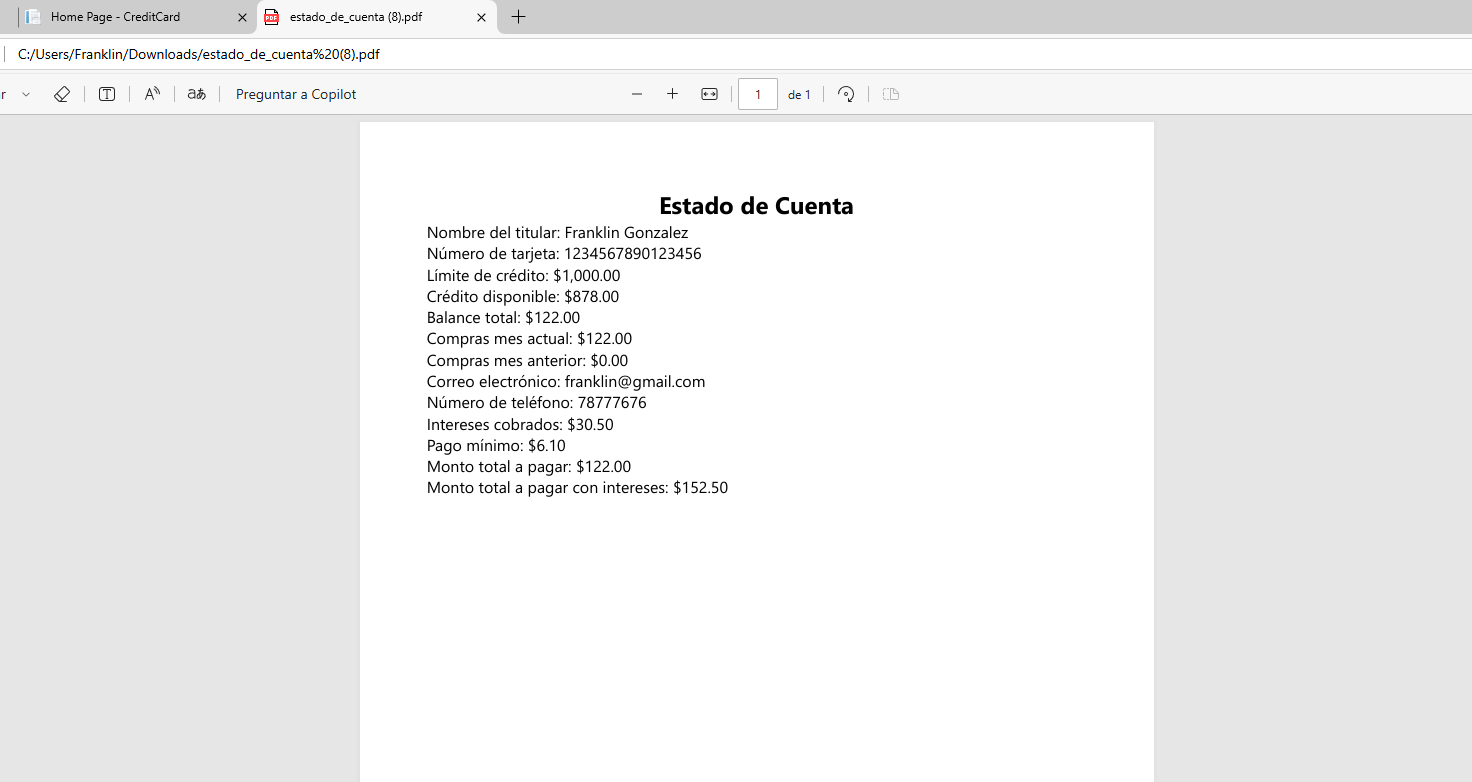 Home Page - CreditCard
estado_de_cuenta (8).pdf
C:/Users/Franklin/Downloads/estado_de_cuenta%20(8).pdf
r
A
aあ
Preguntar a Copilot
1
de 1
Estado de Cuenta
Nombre del titular: Franklin Gonzalez
Número de tarjeta: 1234567890123456
Límite de crédito: $1,000.00
Crédito disponible: $878.00
Balance total: $122.00
Compras mes actual: $122.00
Compras mes anterior: $0.00
Correo electrónico: franklin@gmail.com
Número de teléfono: 78777676
Intereses cobrados: $30.50
Pago mínimo: $6.10
Monto total a pagar: $122.00
Monto total a pagar con intereses: $152.50